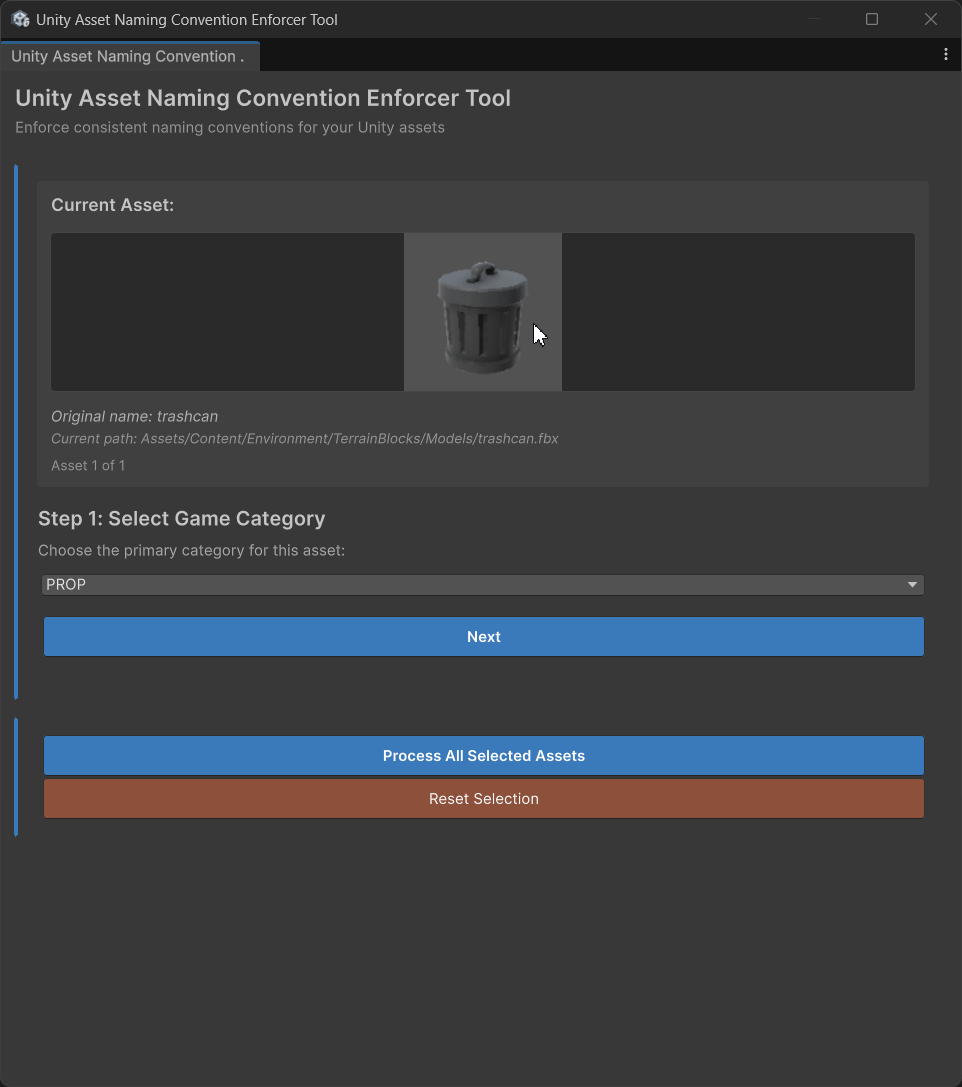 Unity Asset Naming Convention Enforcer Tool
Unity Asset Naming Convention .
Unity Asset Naming Convention Enforcer Tool
Enforce consistent naming conventions for your Unity assets
Current Asset:
Original name: trashcan
Current path: Assets/Content/Environment/TerrainBlocks/Models/trashcan.fbx
Asset 1 of 1
Step 1: Select Game Category
Choose the primary category for this asset:
PROP
Next
Process All Selected Assets
Reset Selection